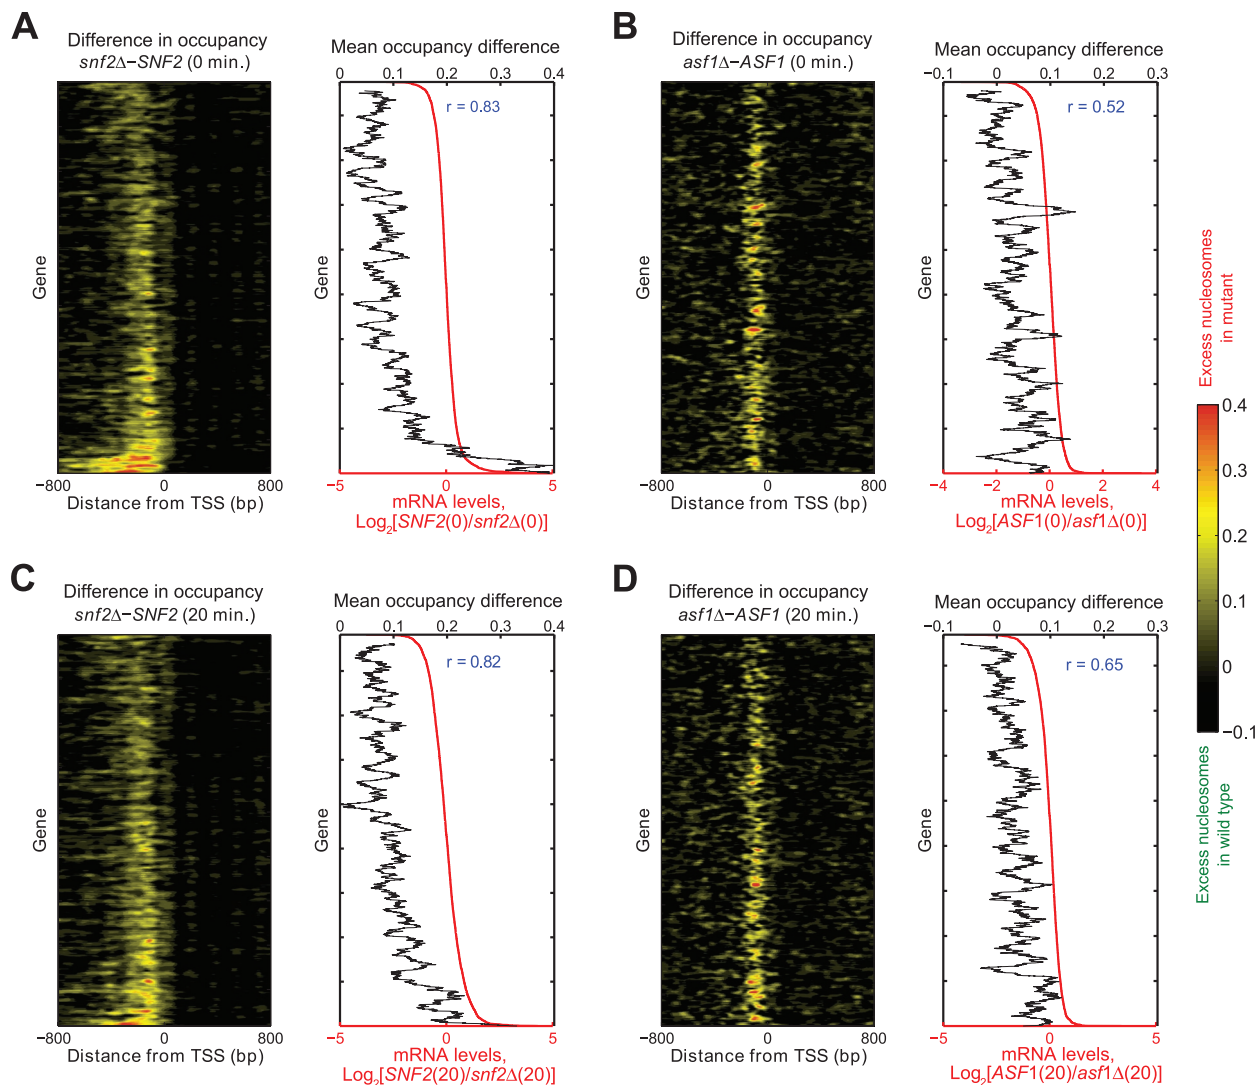 A
Difference in occupancy
snf2Δ–SNF2 (0 min.)
Gene
−800 0 800
Distance from TSS (bp)
Mean occupancy difference
0 0.1 0.2 0.3 0.4
r = 0.83
Gene
−5 0 5
mRNA levels,
Log2[SNF2(0)/snf2Δ(0)]
B
Difference in occupancy
asf1Δ–ASF1 (0 min.)
Gene
−800 0 800
Distance from TSS (bp)
Mean occupancy difference
−0.1 0 0.1 0.2 0.3
r = 0.52
Gene
−4 −2 0 2 4
mRNA levels,
Log2[ASF1(0)/asf1Δ(0)]
C
Difference in occupancy
snf2Δ–SNF2 (20 min.)
Gene
−800 0 800
Distance from TSS (bp)
Mean occupancy difference
0 0.1 0.2 0.3 0.4
r = 0.82
Gene
−5 0 5
mRNA levels,
Log2[SNF2(20)/snf2Δ(20)]
D
Difference in occupancy
asf1Δ–ASF1 (20 min.)
Gene
−800 0 800
Distance from TSS (bp)
Mean occupancy difference
−0.1 0 0.1 0.2 0.3
r = 0.65
Gene
−5 0 5
mRNA levels,
Log2[ASF1(20)/asf1Δ(20)]
Excess nucleosomes
in mutant
0.4
0.3
0.2
0.1
0
−0.1
Excess nucleosomes
in wild type